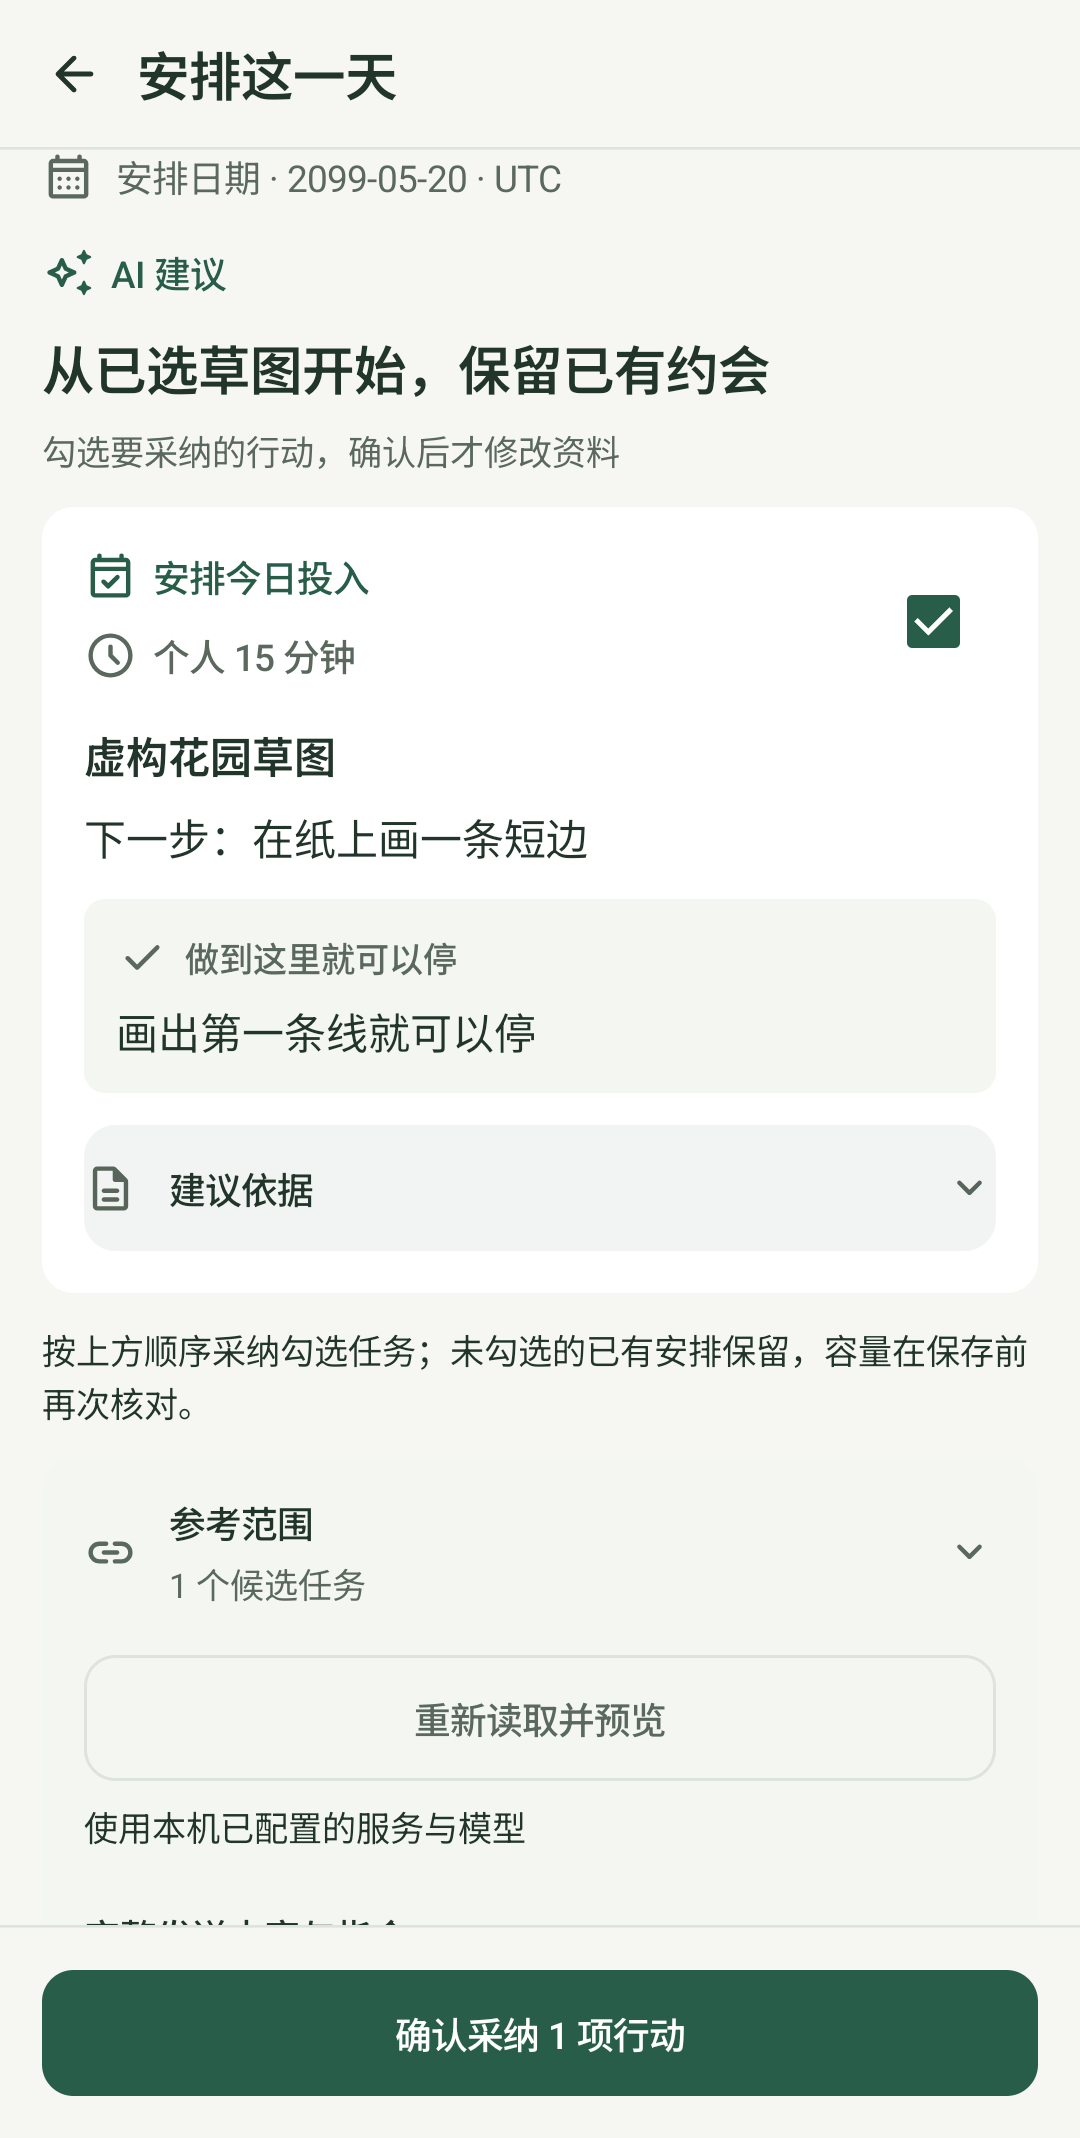 安排这一天
安排日期 · 2099-05-20 · UTC
AI 建议
从已选草图开始，保留已有约会
勾选要采纳的行动，确认后才修改资料
安排今日投入
个人 15 分钟
虚构花园草图
下一步：在纸上画一条短边
做到这里就可以停
画出第一条线就可以停
建议依据
按上方顺序采纳勾选任务；未勾选的已有安排保留，容量在保存前
再次核对。
参考范围
1 个候选任务
重新读取并预览
使用本机已配置的服务与模型
确认采纳 1 项行动